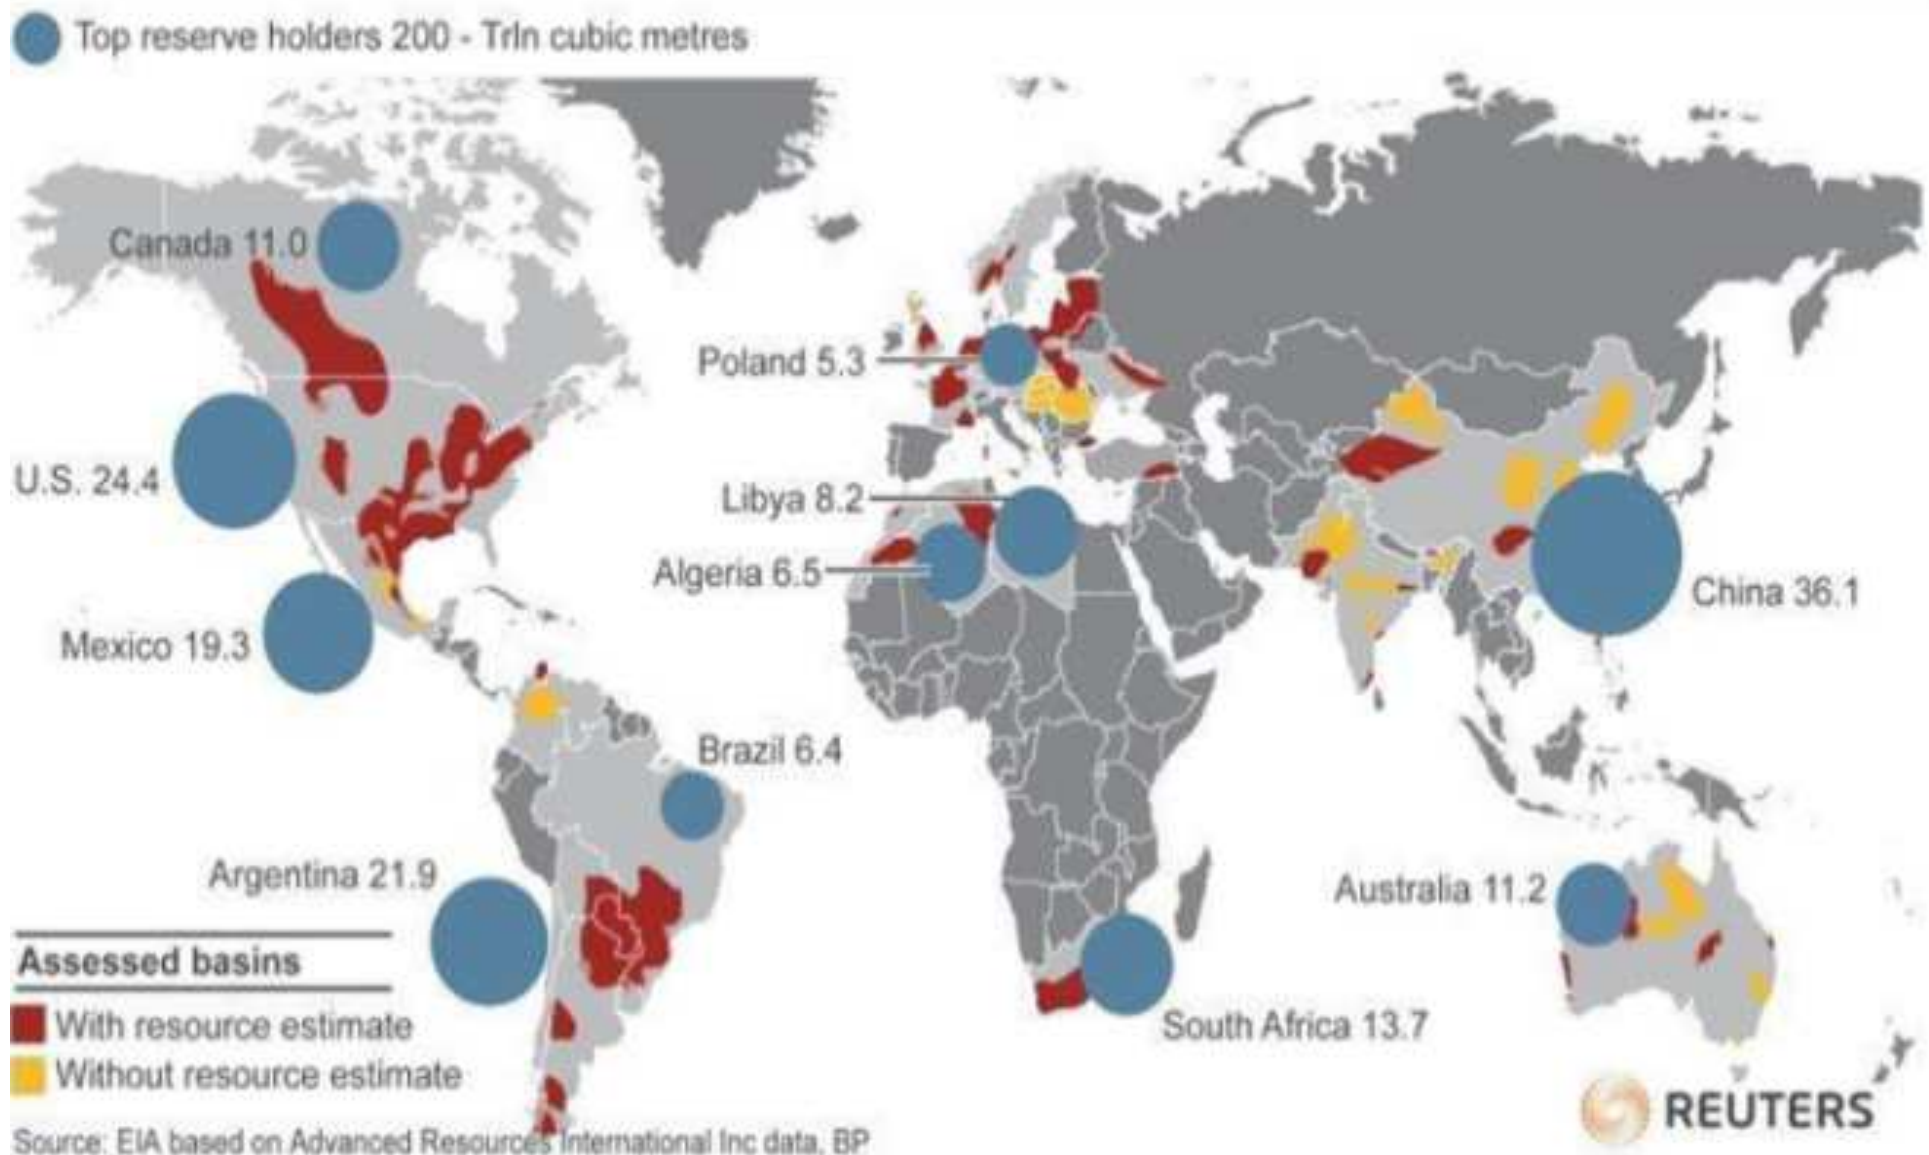 Top reserve holders 200 - Trln cubic metres
Canada 11.0
Poland 5.3
U.S. 24.4
Libya 8.2
Algeria 6.5
China 36.1
Mexico 19.3
Brazil 6.4
Argentina 21.9
Australia 11.2
South Africa 13.7
Assessed basins
With resource estimate
Without resource estimate
REUTERS
Source: EIA based on Advanced Resources International Inc data, BP